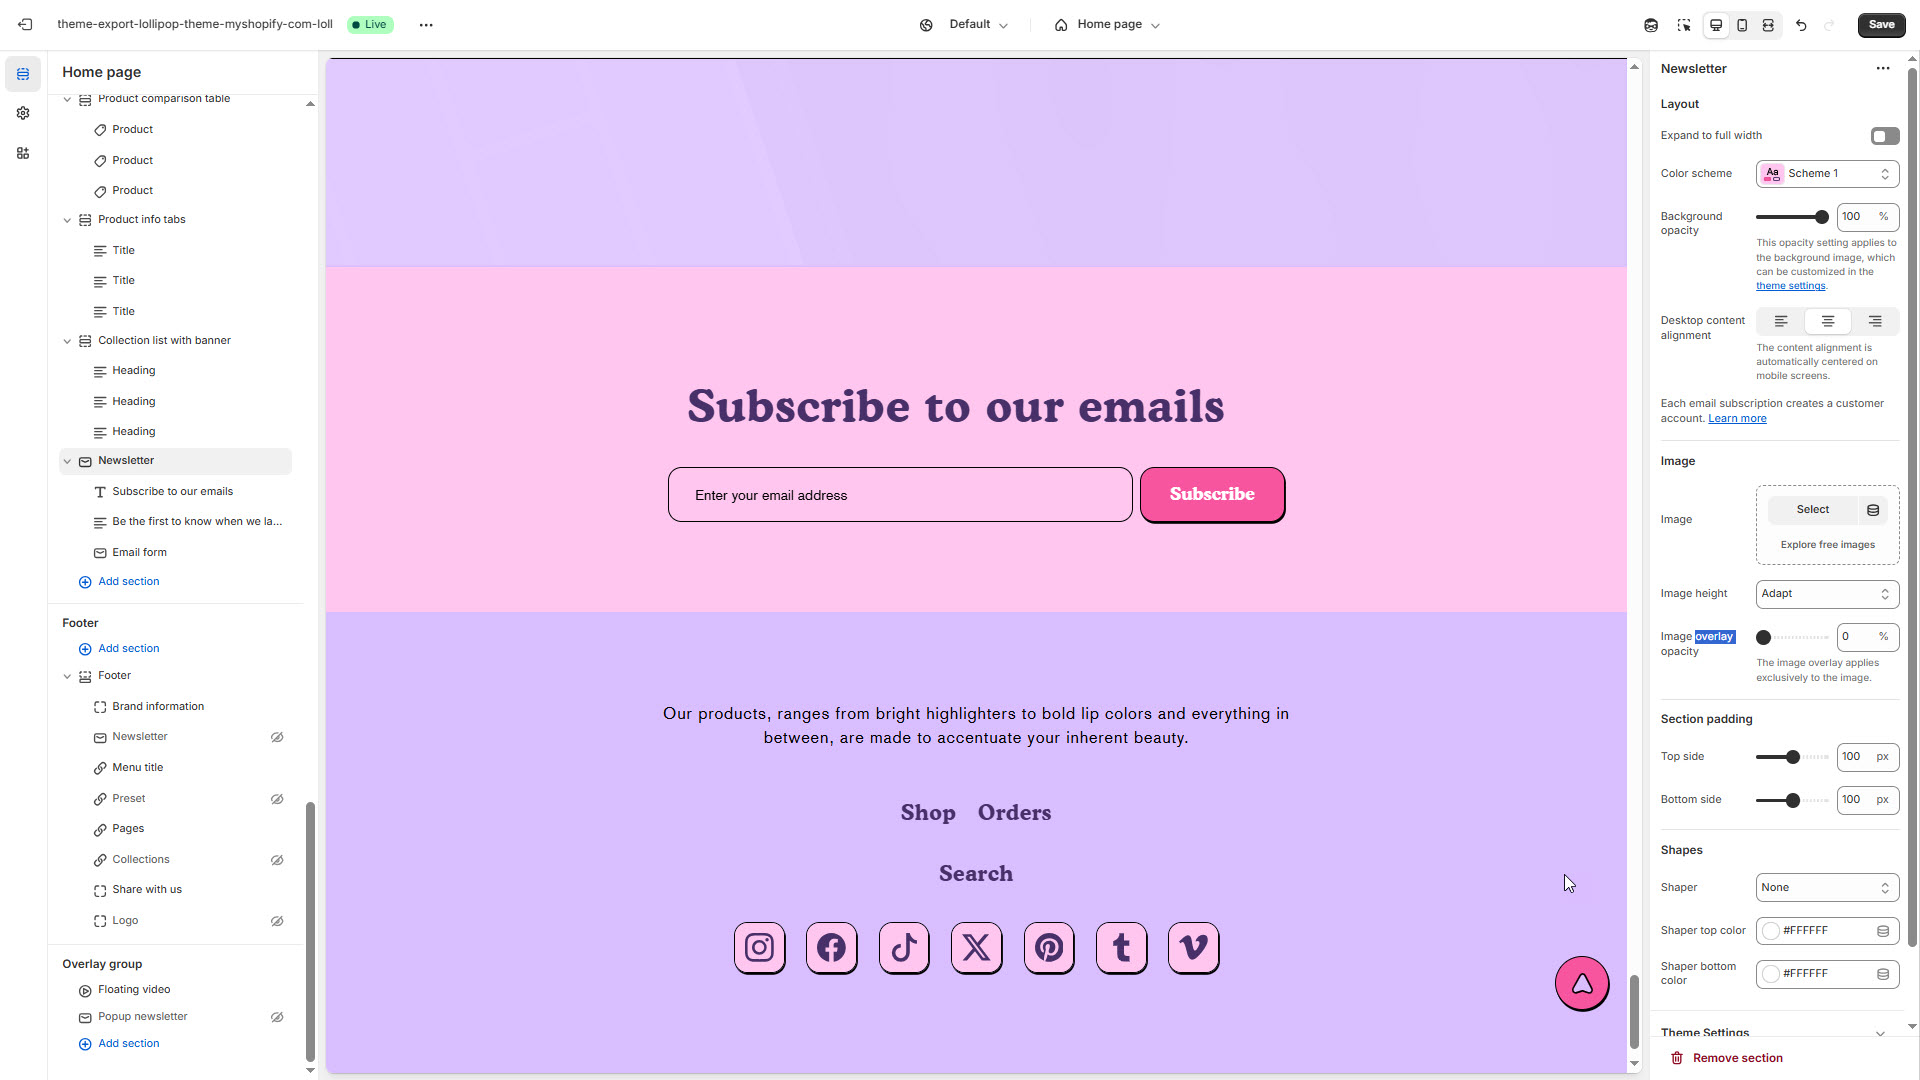 theme-export-lollipop-theme-myshopify-com-loll
Live
Default
Home page
Save
Home page
Product comparison table
Product
Product
Product
Product info tabs
Title
Title
Title
Collection list with banner
Heading
Heading
Heading
Newsletter
Subscribe to our emails
Be the first to know when we la...
Email form
Add section
Footer
Add section
Footer
Brand information
Newsletter
Menu title
Preset
Pages
Collections
Share with us
Logo
Overlay group
Floating video
Popup newsletter
Add section
Subscribe to our emails
Enter your email address
Subscribe
Our products, ranges from bright highlighters to bold lip colors and everything in
between, are made to accentuate your inherent beauty.
Shop Orders
Search
Newsletter
Layout
Expand to full width
Color scheme
Aa
Scheme 1
Background
opacity
100 %
This opacity setting applies to
the background image, which
can be customized in the
theme settings.
Desktop content
alignment
The content alignment is
automatically centered on
mobile screens.
Each email subscription creates a customer
account. Learn more
Image
Image
Select
Explore free images
Image height
Adapt
Image overlay
opacity
0 %
The image overlay applies
exclusively to the image.
Section padding
Top side
100 px
Bottom side
100 px
Shapes
Shaper
None
Shaper top color
#FFFFFF
Shaper bottom
color
#FFFFFF
Theme Settings
Remove section